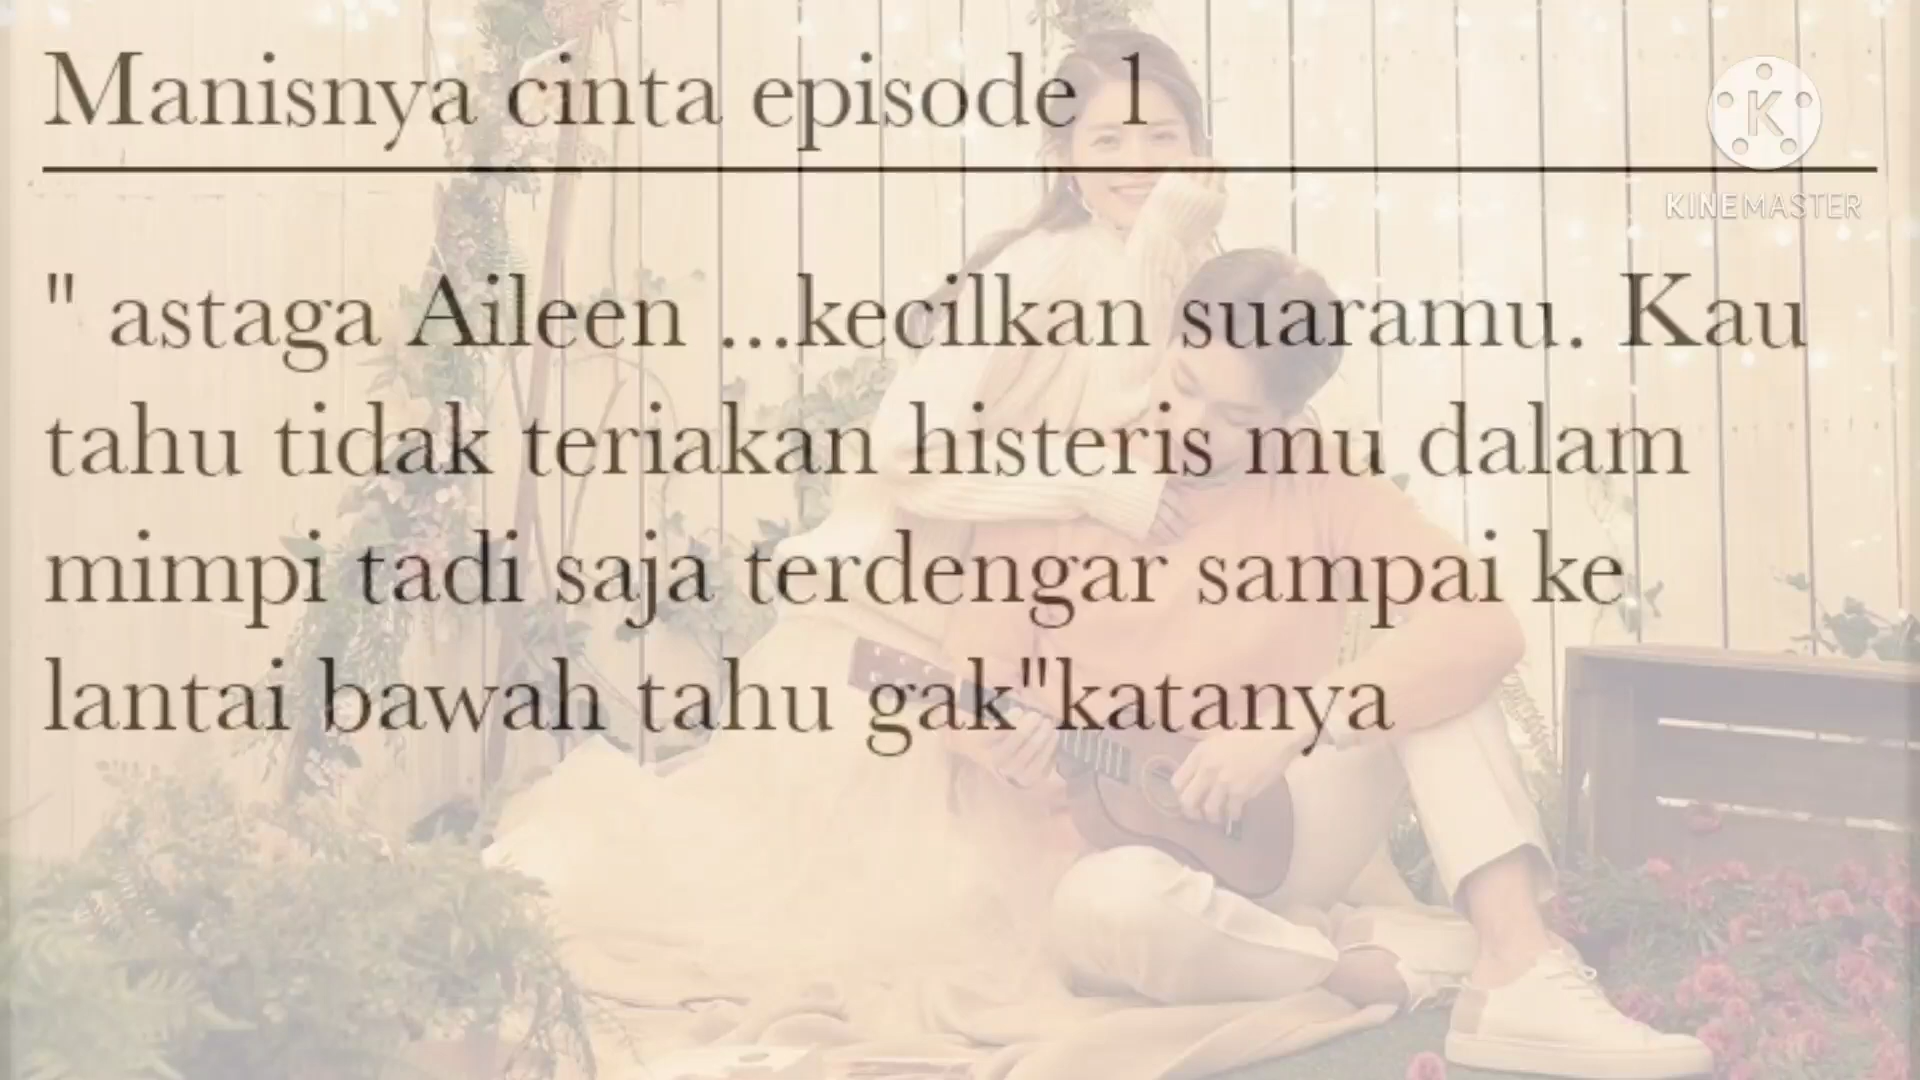 Manisnya cinta episode 1
K
KINEMASTER
" astaga Aileen ...kecilkan suaramu. Kau
tahu tidak teriakan histeris mu dalam
mimpi tadi saja terdengar sampai ke
lantai bawah tahu gak"katanya